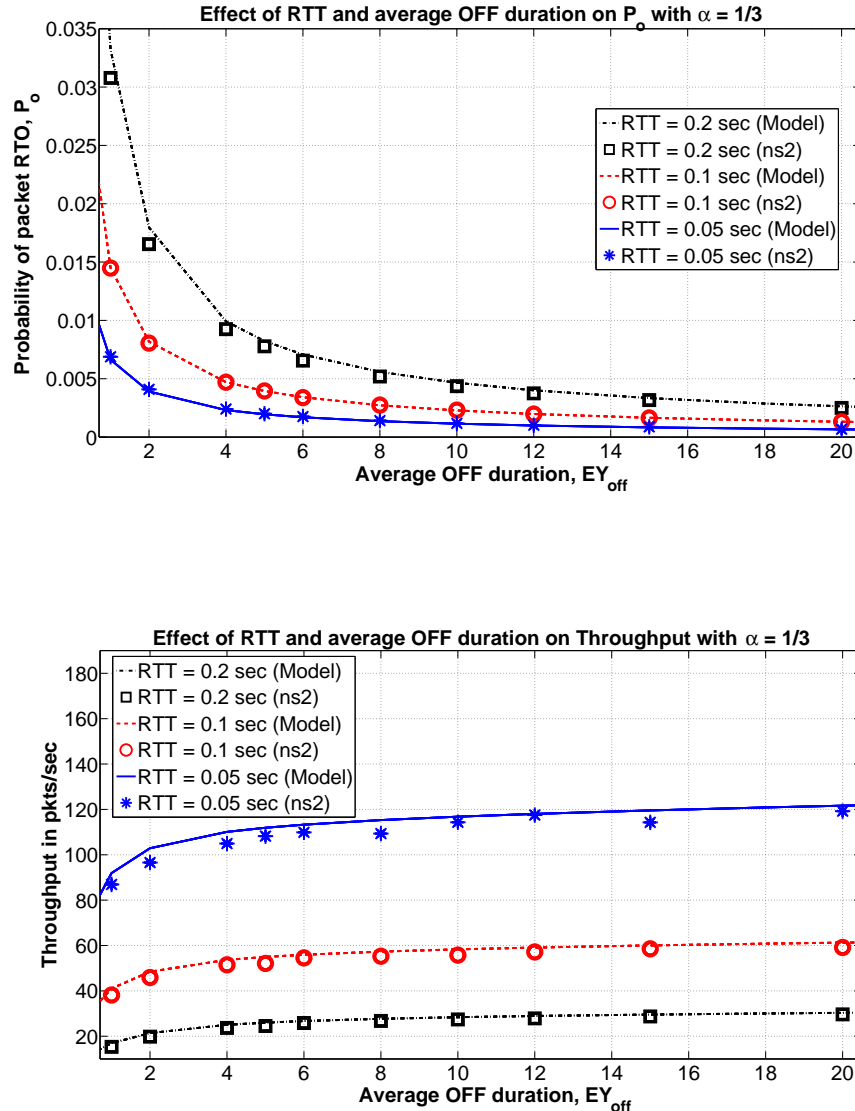 Effect of RTT and average OFF duration on P_o with α = 1/3
0.035
0.03
0.025
0.02
0.015
0.01
0.005
0
Probability of packet RTO, P_o
RTT = 0.2 sec (Model)
RTT = 0.2 sec (ns2)
RTT = 0.1 sec (Model)
RTT = 0.1 sec (ns2)
RTT = 0.05 sec (Model)
RTT = 0.05 sec (ns2)
2 4 6 8 10 12 14 16 18 20
Average OFF duration, EY_off
Effect of RTT and average OFF duration on Throughput with α = 1/3
180
160
140
120
100
80
60
40
20
Throughput in pkts/sec
RTT = 0.2 sec (Model)
RTT = 0.2 sec (ns2)
RTT = 0.1 sec (Model)
RTT = 0.1 sec (ns2)
RTT = 0.05 sec (Model)
RTT = 0.05 sec (ns2)
2 4 6 8 10 12 14 16 18 20
Average OFF duration, EY_off